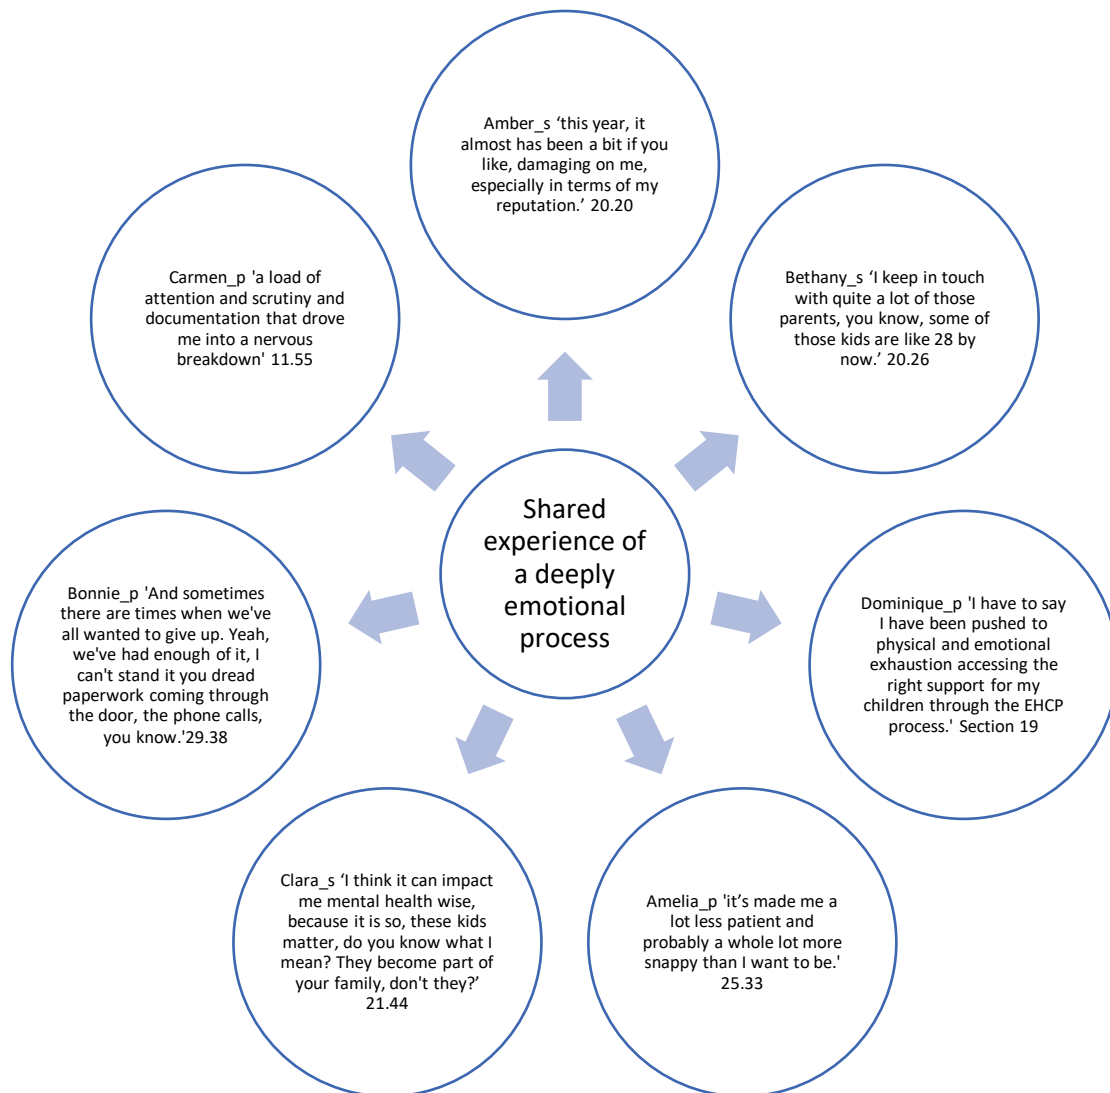 Amber_s ‘this year, it
almost has been a bit if you
like, damaging on me,
especially in terms of my
reputation.’ 20.20
Bethany_s ‘I keep in touch
with quite a lot of those
parents, you know, some of
those kids are like 28 by
now.’ 20.26
Dominique_p 'I have to say
I have been pushed to
physical and emotional
exhaustion accessing the
right support for my
children through the EHCP
process.' Section 19
Amelia_p 'it’s made me a
lot less patient and
probably a whole lot more
snappy than I want to be.'
25.33
Clara_s ‘I think it can impact
me mental health wise,
because it is so, these kids
matter, do you know what I
mean? They become part of
your family, don't they?’
21.44
Bonnie_p 'And sometimes
there are times when we've
all wanted to give up. Yeah,
we've had enough of it, I
can't stand it you dread
paperwork coming through
the door, the phone calls,
you know.'29.38
Carmen_p 'a load of
attention and scrutiny and
documentation that drove
me into a nervous
breakdown' 11.55
Shared
experience of
a deeply
emotional
process